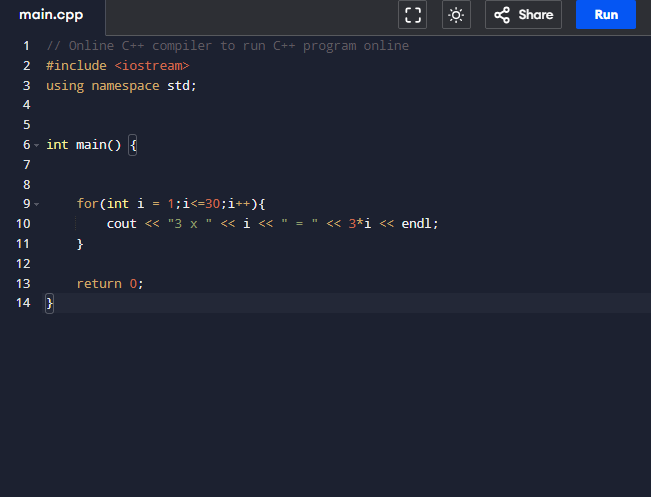 main.cpp Share Run
1 // Online C++ compiler to run C++ program online
2 #include <iostream>
3 using namespace std;
4
5
6 int main() {
7
8
9     for(int i = 1;i<=30;i++){
10         cout << "3 x " << i << " = " << 3*i << endl;
11     }
12
13     return 0;
14 }